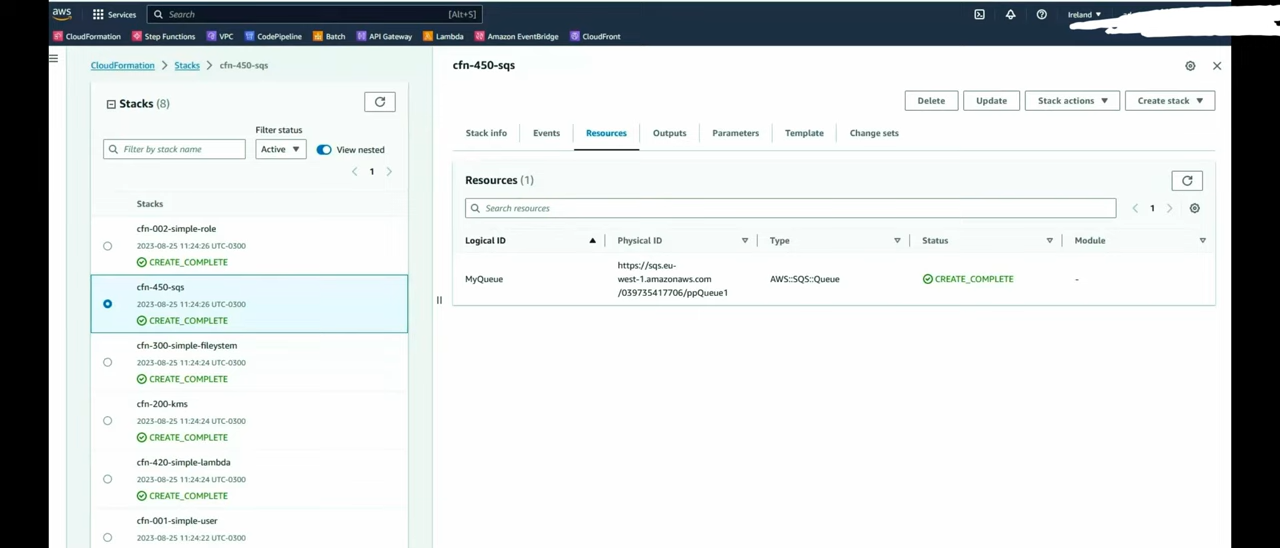 aws Services Search [Alt+S] Ireland
CloudFormation Step Functions VPC CodePipeline Batch API Gateway Lambda Amazon EventBridge CloudFront
CloudFormation > Stacks > cfn-450-sqs
Stacks (8)
Filter status
Filter by stack name Active View nested
1
Stacks
cfn-002-simple-role
2023-08-25 11:24:26 UTC-0300
CREATE_COMPLETE
cfn-450-sqs
2023-08-25 11:24:26 UTC-0300
CREATE_COMPLETE
cfn-300-simple-fileystem
2023-08-25 11:24:24 UTC-0300
CREATE_COMPLETE
cfn-200-kms
2023-08-25 11:24:24 UTC-0300
CREATE_COMPLETE
cfn-420-simple-lambda
2023-08-25 11:24:24 UTC-0300
CREATE_COMPLETE
cfn-001-simple-user
2023-08-25 11:24:22 UTC-0300
cfn-450-sqs
Delete Update Stack actions Create stack
Stack info Events Resources Outputs Parameters Template Change sets
Resources (1)
Search resources 1
Logical ID Physical ID Type Status Module
MyQueue https://sqs.eu-
west-1.amazonaws.com
/039735417706/ppQueue1 AWS::SQS::Queue CREATE_COMPLETE -